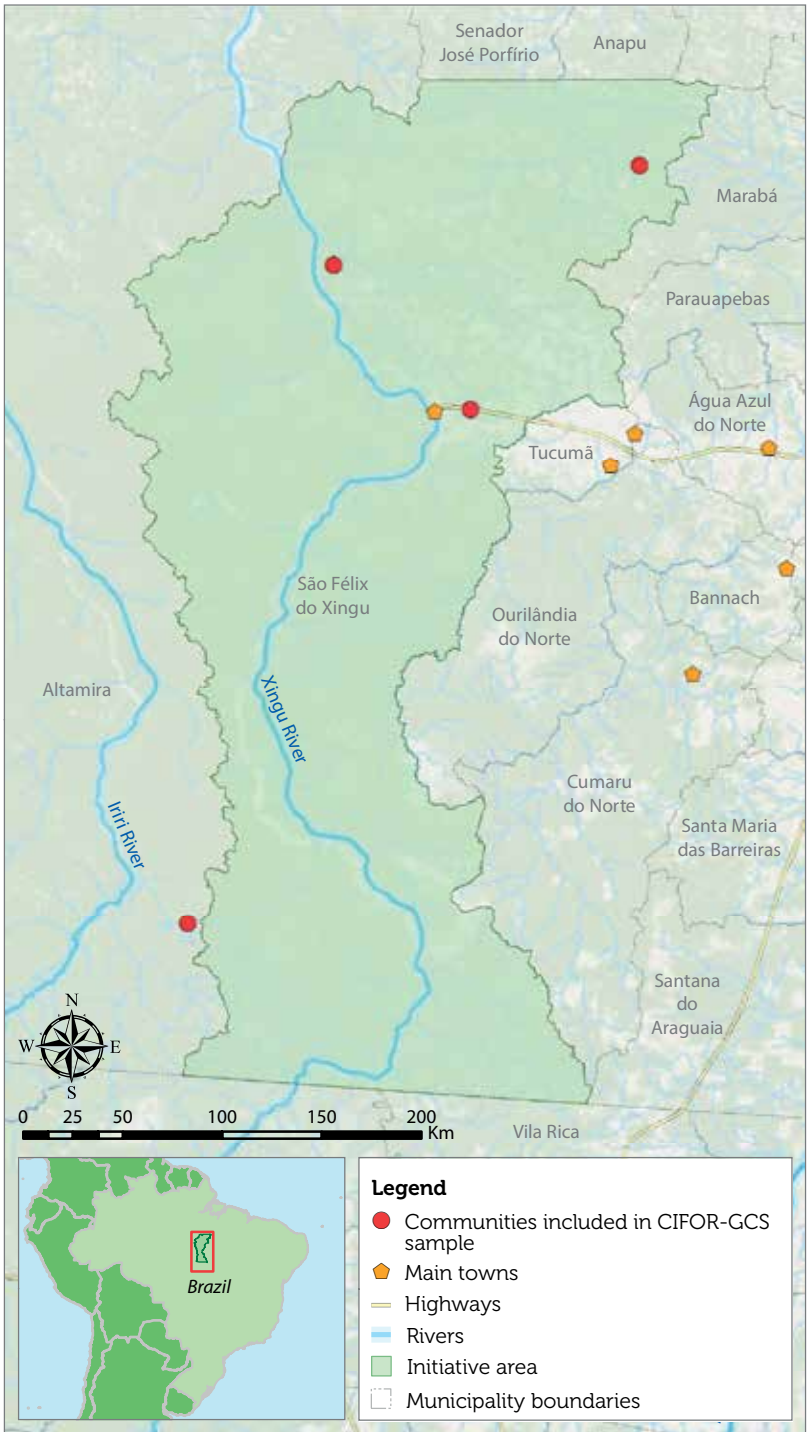 Senador
José Porfírio
Anapu
Marabá
Parauapebas
Água Azul
do Norte
Tucumã
São Félix
do Xingu
Ourilândia
do Norte
Bannach
Altamira
Xingu River
Iriri River
Cumaru
do Norte
Santa Maria
das Barreiras
Santana
do
Araguaia
N
W
E
S
0 25 50 100 150 200
Km
Vila Rica
Brazil
Legend
Communities included in CIFOR-GCS
sample
Main towns
Highways
Rivers
Initiative area
Municipality boundaries